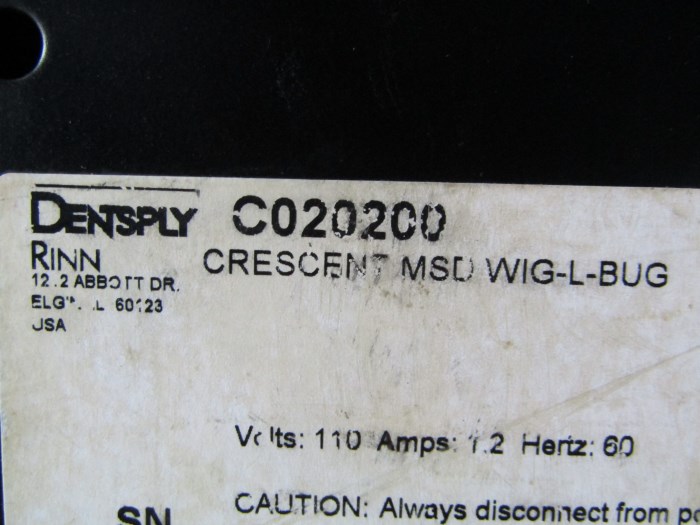 DENTSPLY C020200
RINN CRESCENT MSD WIG-L-BUG
ABBOTT DR.
60123
USA
Volts: 110 Amps: 1.2 Hertz: 60
CAUTION: Always disconnect from
SN